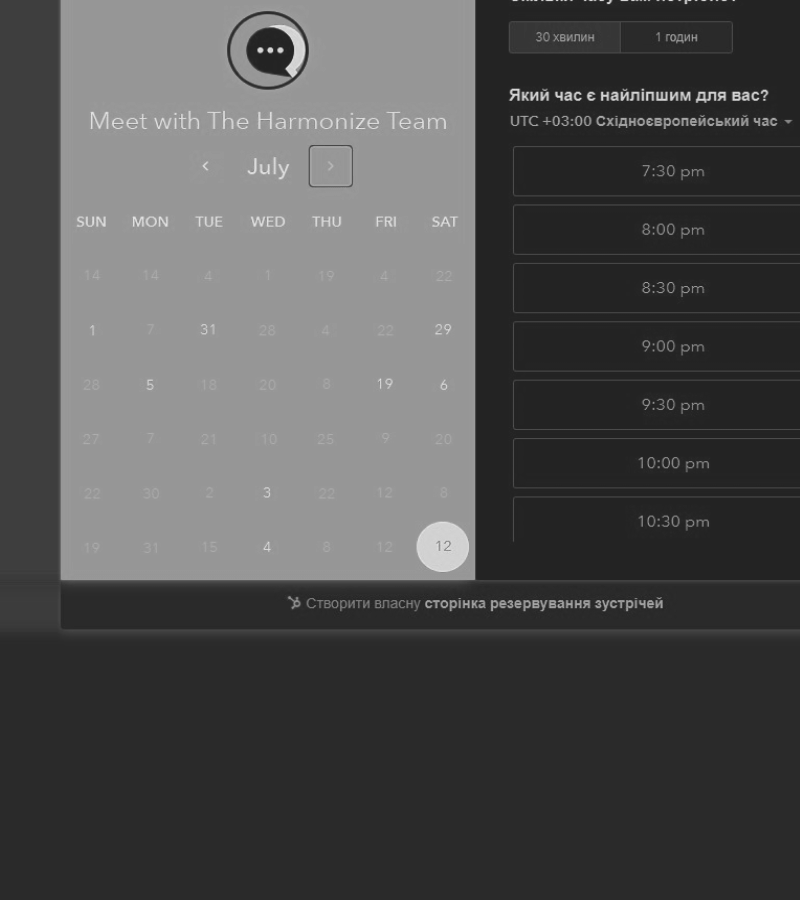 Meet with The Harmonize Team
July
SUN MON TUE WED THU FRI SAT
14 14 4 1 19 4 22
1 7 31 28 4 22 29
28 5 18 20 8 19 6
27 7 21 10 25 9 20
22 30 2 3 22 12 8
19 31 15 4 8 12 12
30 хвилин 1 годин
Який час є найліпшим для вас?
UTC +03:00 Східноєвропейський час
7:30 pm
8:00 pm
8:30 pm
9:00 pm
9:30 pm
10:00 pm
10:30 pm
Створити власну сторінка резервування зустрічей